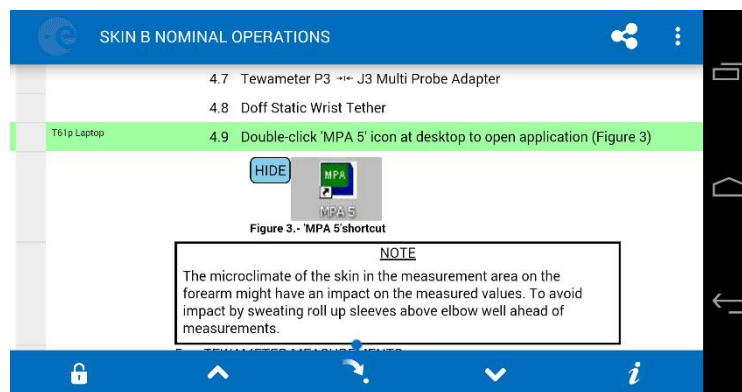 SKIN B NOMINAL OPERATIONS
4.7 Tewameter P3 →|← J3 Multi Probe Adapter
4.8 Doff Static Wrist Tether
T61p Laptop
4.9 Double-click 'MPA 5' icon at desktop to open application (Figure 3)
HIDE
MPA
MPA 5
Figure 3.- 'MPA 5'shortcut
NOTE
The microclimate of the skin in the measurement area on the
forearm might have an impact on the measured values. To avoid
impact by sweating roll up sleeves above elbow well ahead of
measurements.
TEWAMETER MEASUREMENTS